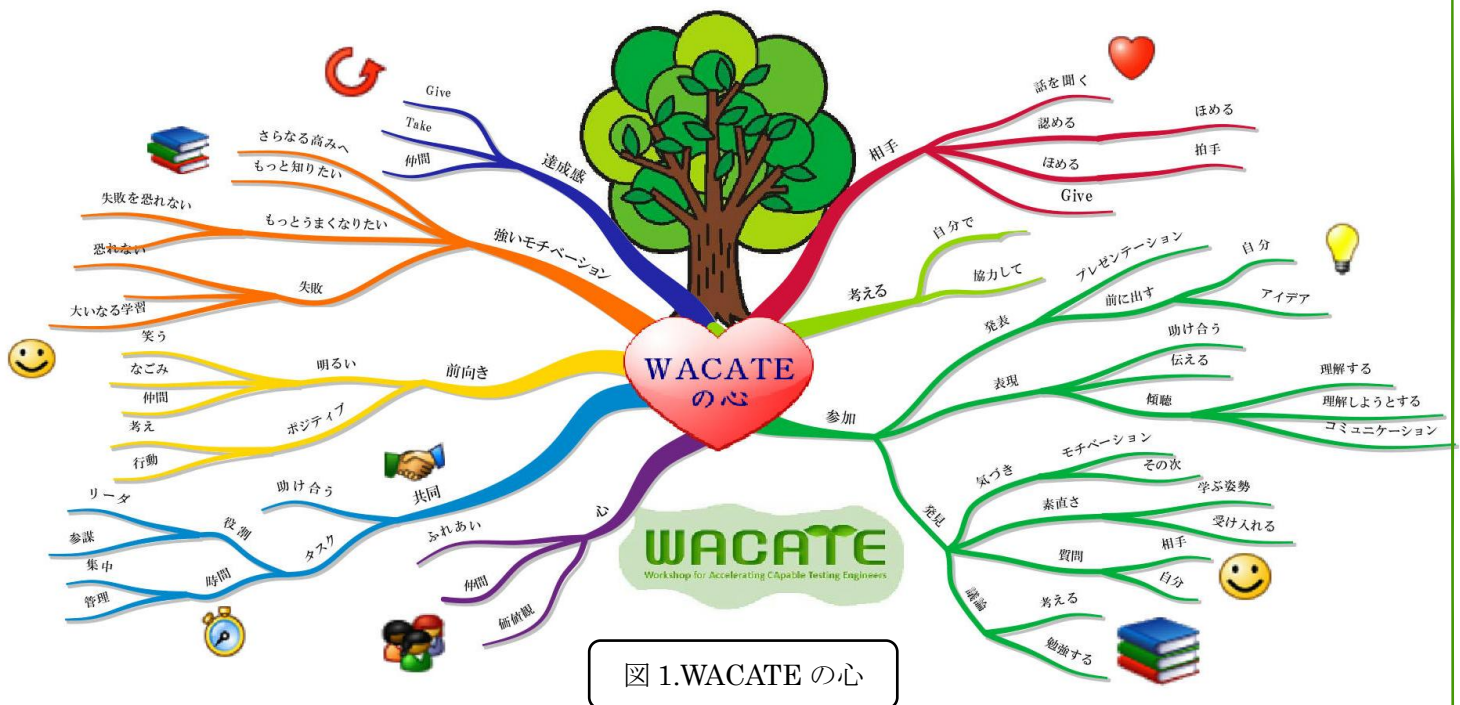 WACATE
の心
相手
話を聞く
認める
ほめる
ほめる
拍手
Give
考える
自分で
協力して
参加
発表
プレゼンテーション
前に出す
自分
アイデア
表現
助け合う
伝える
傾聴
理解する
理解しようとする
コミュニケーション
発見
気づき
モチベーション
その次
素直さ
学ぶ姿勢
受け入れる
質問
相手
自分
議論
考える
勉強する
心
ふれあい
仲間
価値観
共同
助け合う
タスク
役割
リーダ
参謀
時間
集中
管理
前向き
明るい
笑う
なごみ
仲間
ポジティブ
考え
行動
強いモチベーション
さらなる高みへ
もっと知りたい
もっとうまくなりたい
失敗を恐れない
失敗
恐れない
大いなる学習
達成感
Give
Take
仲間
WACATE
Workshop for Accelerating CApable Testing Engineers
図 1.WACATE の心